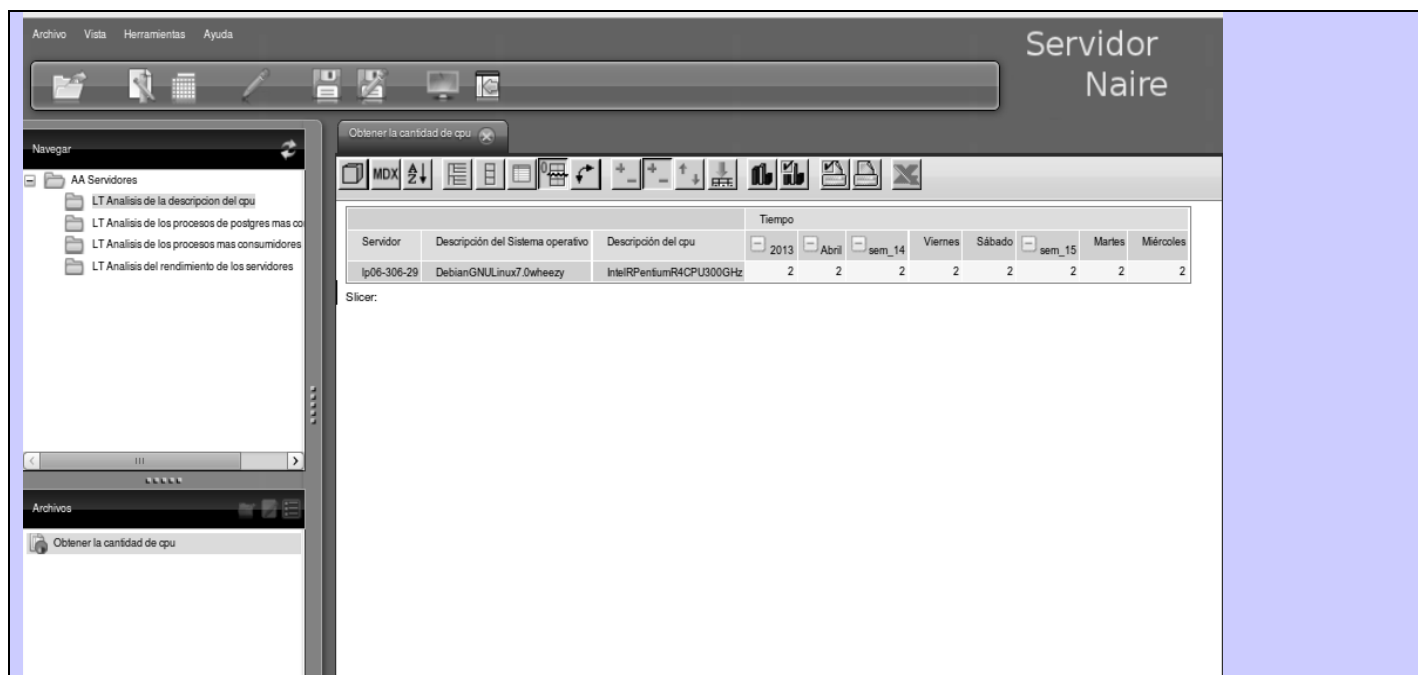 Archivo Vista Herramientas Ayuda
Servidor
Naire
Navegar
AA Servidores
LT Analisis de la descripcion del cpu
LT Analisis de los procesos de postgres mas co
LT Analisis de los procesos mas consumidores
LT Analisis del rendimiento de los servidores
Archivos
Obtener la cantidad de cpu
Obtener la cantidad de cpu
MDX A Z
Tiempo
Servidor Descripción del Sistema operativo Descripción del cpu 2013 Abril sem_14 Viernes Sábado sem_15 Martes Miércoles
lp06-306-29 DebianGNULinux7.0wheezy IntelRPentiumR4CPU300GHz 2 2 2 2 2 2 2 2
Slicer: